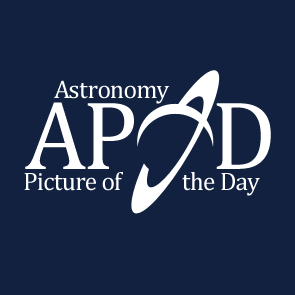 Astronomy
APOD
Picture of the Day